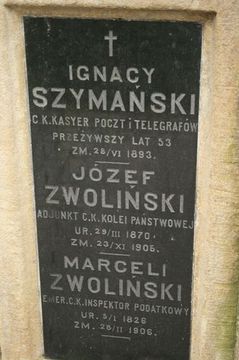 IGNACY
SZYMAŃSKI
C.K. KASYER POCZT i TELEGRAFÓW
PRZEŻYWSZY LAT 53
ZM. 28/VI 1893.
JÓZEF
ZWOLIŃSKI
ADJUNKT C.K. KOLEI PAŃSTWOWEJ
UR. 29/III 1870.
ZM. 23/XI 1905.
MARCELI
ZWOLIŃSKI
EMER. C.K. INSPEKTOR PODATKOWY
UR. 5/I 1826
ZM. 26/II 1906.